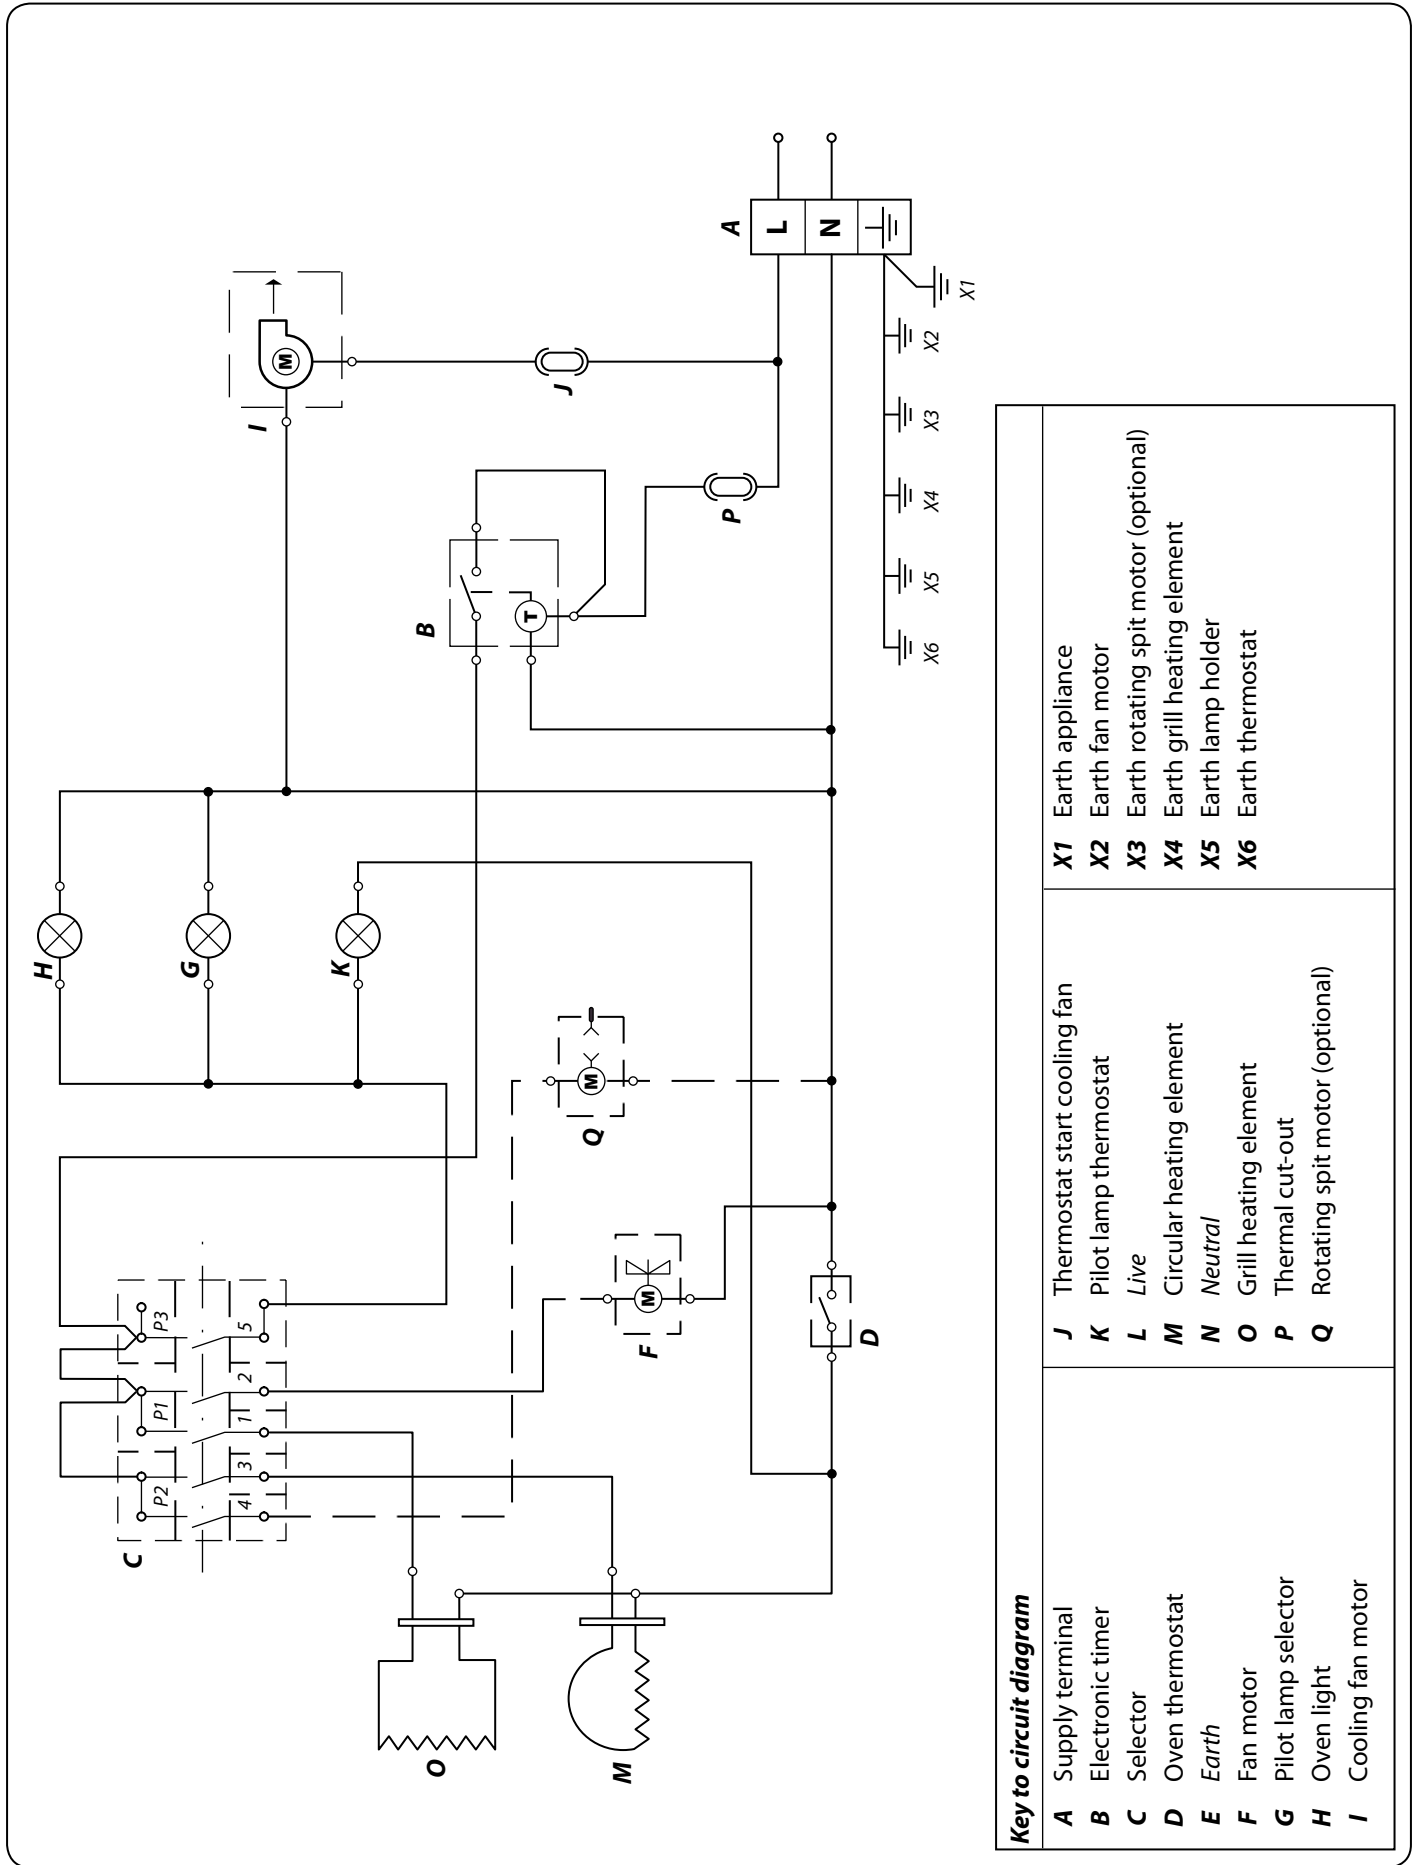 H
G
K
I
M
J
A
L
N
B
T
P
X1
X2
X3
X4
X5
X6
C
P2
P1
P3
4
3
1
2
5
Q
M
F
M
D
O
M
Key to circuit diagram
A Supply terminal
B Electronic timer
C Selector
D Oven thermostat
E Earth
F Fan motor
G Pilot lamp selector
H Oven light
I Cooling fan motor
J Thermostat start cooling fan
K Pilot lamp thermostat
L Live
M Circular heating element
N Neutral
O Grill heating element
P Thermal cut-out
Q Rotating spit motor (optional)
X1 Earth appliance
X2 Earth fan motor
X3 Earth rotating spit motor (optional)
X4 Earth grill heating element
X5 Earth lamp holder
X6 Earth thermostat